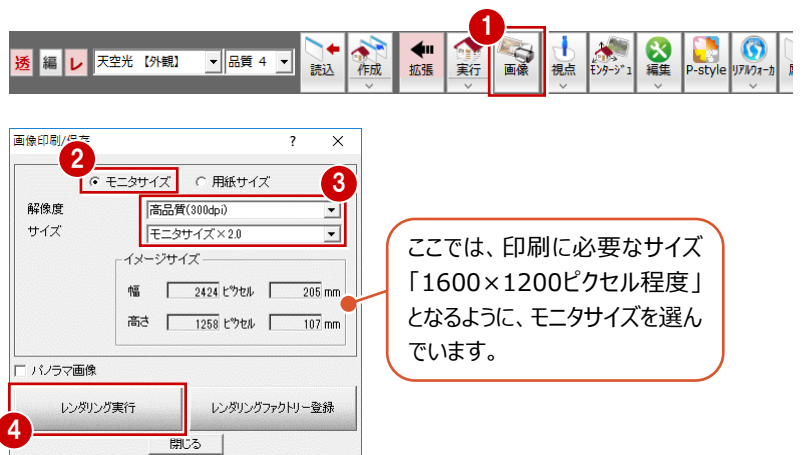 1
透 編 レ 天空光 【外観】 品質 4 読込 作成 拡張 実行 画像 視点 ﾓﾝﾀｰｼﾞｭ 編集 P-style ﾘｱﾙｳｫｰｶ
画像印刷/保存 ? ×
2
モニタサイズ 用紙サイズ
3
解像度 高品質(300dpi)
サイズ モニタサイズ×2.0
イメージサイズ
幅 2424 ﾋﾟｸセル 205 mm
高さ 1258 ﾋﾟｸセル 107 mm
パノラマ画像
レンダリング実行 レンダリングファクトリー登録
4
閉じる
ここでは、印刷に必要なサイズ
「1600×1200ピクセル程度」
となるように、モニタサイズを選ん
でいます。